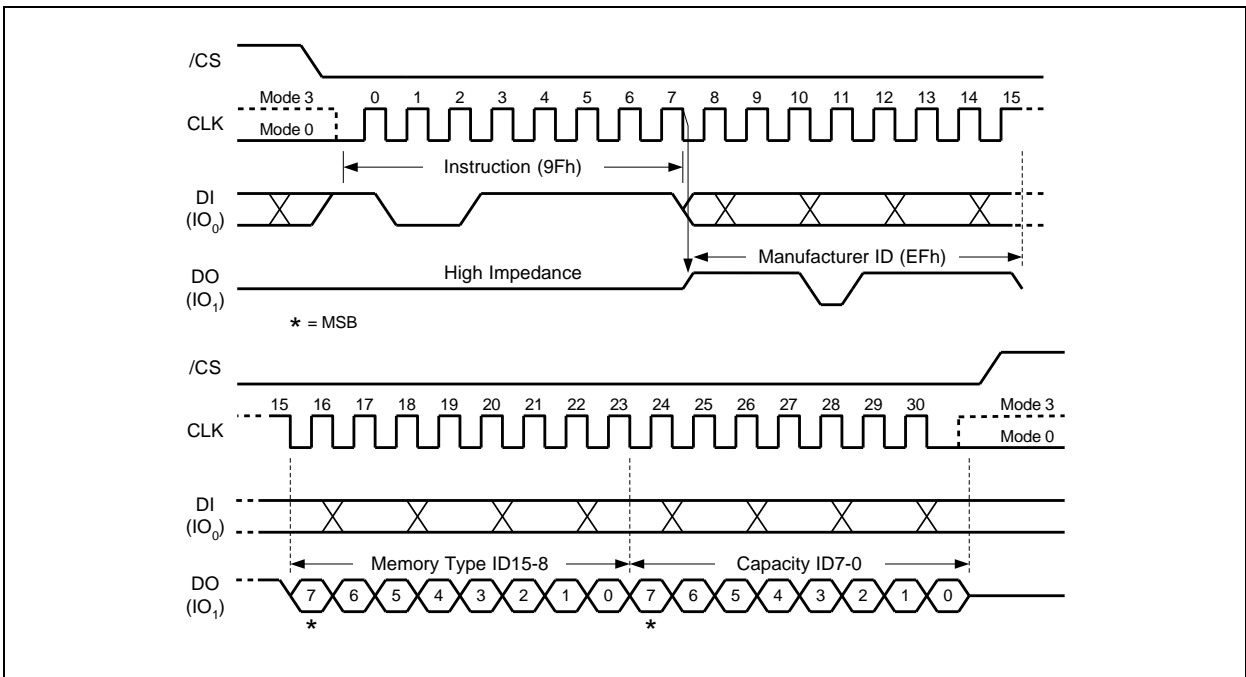 /CS
Mode 3 0 1 2 3 4 5 6 7 8 9 10 11 12 13 14 15
CLK
Mode 0
Instruction (9Fh)
DI
(IO0)
Manufacturer ID (EFh)
High Impedance
DO
(IO1)
* = MSB
/CS
15 16 17 18 19 20 21 22 23 24 25 26 27 28 29 30 Mode 3
CLK
Mode 0
DI
(IO0)
Memory Type ID15-8 Capacity ID7-0
DO
(IO1)
7 6 5 4 3 2 1 0 7 6 5 4 3 2 1 0
* *